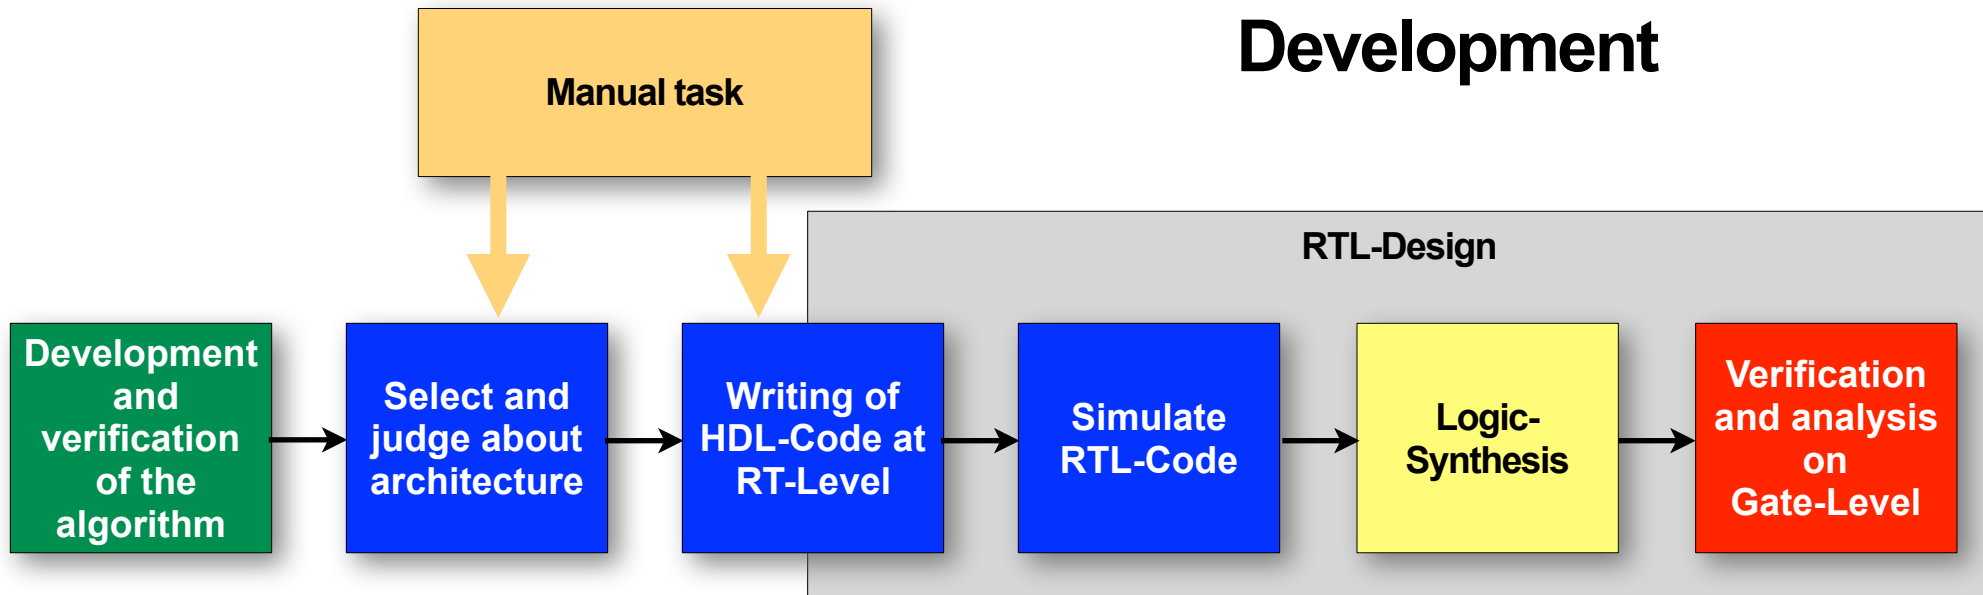 Development
Manual task
RTL-Design
Development
and
verification
of the
algorithm
Select and
judge about
architecture
Writing of
HDL-Code at
RT-Level
Simulate
RTL-Code
Logic-
Synthesis
Verification
and analysis
on
Gate-Level